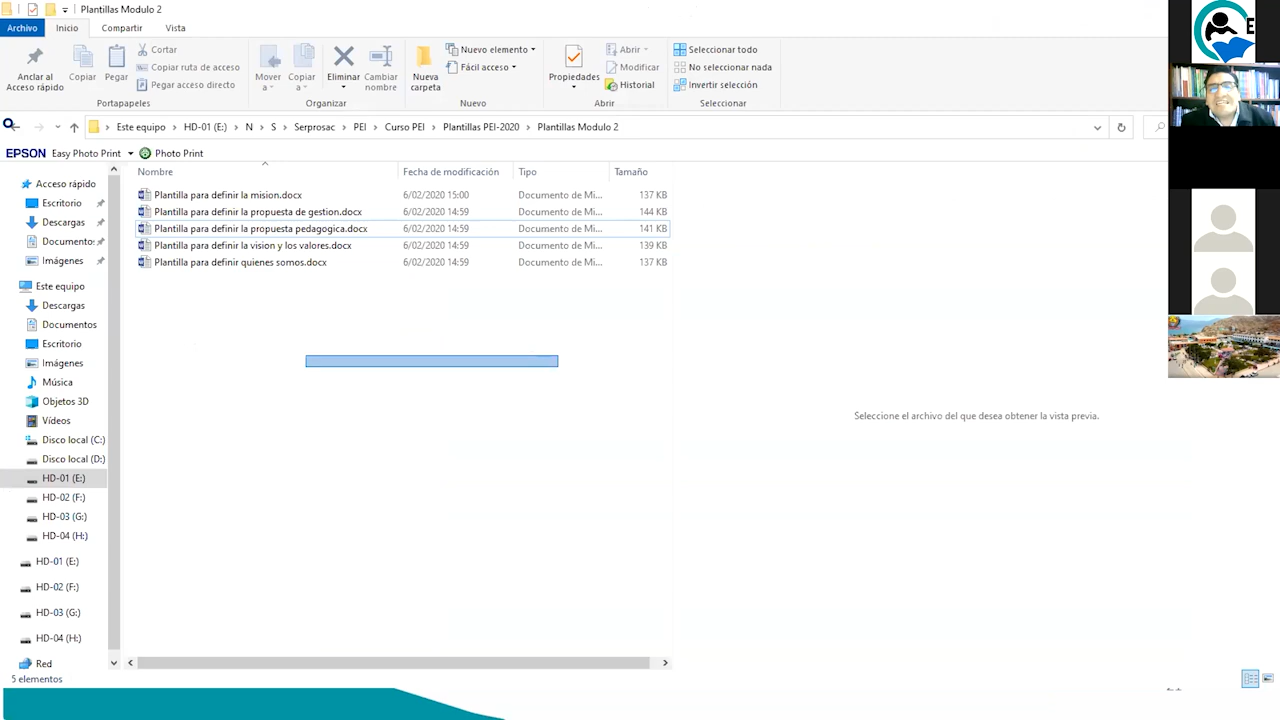 Plantillas Modulo 2
Archivo Inicio Compartir Vista
Anclar al Acceso rápido
Copiar
Pegar
Cortar
Copiar ruta de acceso
Pegar acceso directo
Mover a
Copiar a
Eliminar
Cambiar nombre
Nueva carpeta
Nuevo elemento
Fácil acceso
Propiedades
Abrir
Modificar
Historial
Seleccionar todo
No seleccionar nada
Invertir selección
Portapapeles Organizar Nuevo Abrir Seleccionar
Este equipo › HD-01 (E:) › N › S › Serprosac › PEI › Curso PEI › Plantillas PEI-2020 › Plantillas Modulo 2
EPSON Easy Photo Print Photo Print
Acceso rápido
Escritorio
Descargas
Documentos
Imágenes
Este equipo
Descargas
Documentos
Escritorio
Imágenes
Música
Objetos 3D
Vídeos
Disco local (C:)
Disco local (D:)
HD-01 (E:)
HD-02 (F:)
HD-03 (G:)
HD-04 (H:)
HD-01 (E:)
HD-02 (F:)
HD-03 (G:)
HD-04 (H:)
Red
Nombre Fecha de modificación Tipo Tamaño
Plantilla para definir la mision.docx 6/02/2020 15:00 Documento de Mi... 137 KB
Plantilla para definir la propuesta de gestion.docx 6/02/2020 14:59 Documento de Mi... 144 KB
Plantilla para definir la propuesta pedagogica.docx 6/02/2020 14:59 Documento de Mi... 141 KB
Plantilla para definir la vision y los valores.docx 6/02/2020 14:59 Documento de Mi... 139 KB
Plantilla para definir quienes somos.docx 6/02/2020 14:59 Documento de Mi... 137 KB
Seleccione el archivo del que desea obtener la vista previa.
5 elementos
E